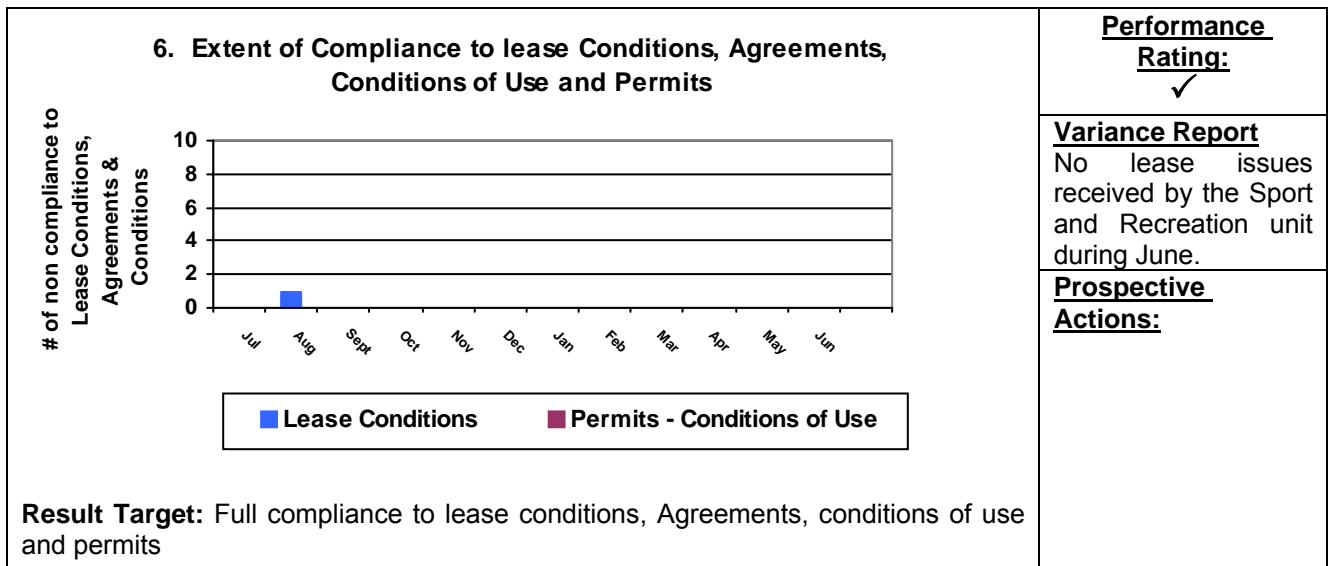 6. Extent of Compliance to lease Conditions, Agreements,
Conditions of Use and Permits
# of non compliance to
Lease Conditions,
Agreements &
Conditions
10
8
6
4
2
0
Jul Aug Sept Oct Nov Dec Jan Feb Mar Apr May Jun
Lease Conditions Permits - Conditions of Use
Result Target: Full compliance to lease conditions, Agreements, conditions of use
and permits
Performance
Rating:
✓
Variance Report
No lease issues
received by the Sport
and Recreation unit
during June.
Prospective
Actions: